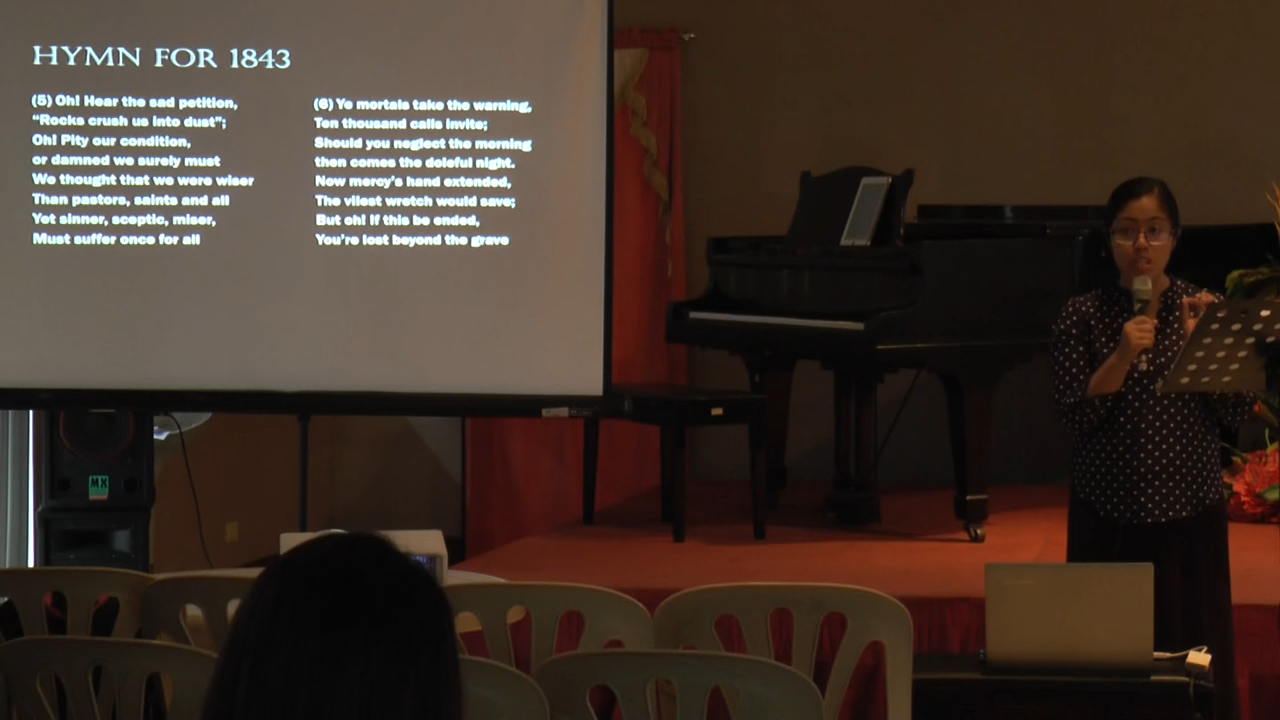 HYMN FOR 1843
(5) Oh! Hear the sad petition,
"Rocks crush us into dust";
Oh! Pity our condition,
or damned we surely must
We thought that we were wiser
Than pastors, saints and all
Yet sinner, sceptic, miser,
Must suffer once for all
(6) Ye mortals take the warning,
Ten thousand calls invite;
Should you neglect the morning
then comes the doleful night.
Now mercy's hand extended,
The vilest wretch would save;
But oh! If this be ended,
You're lost beyond the grave
MX